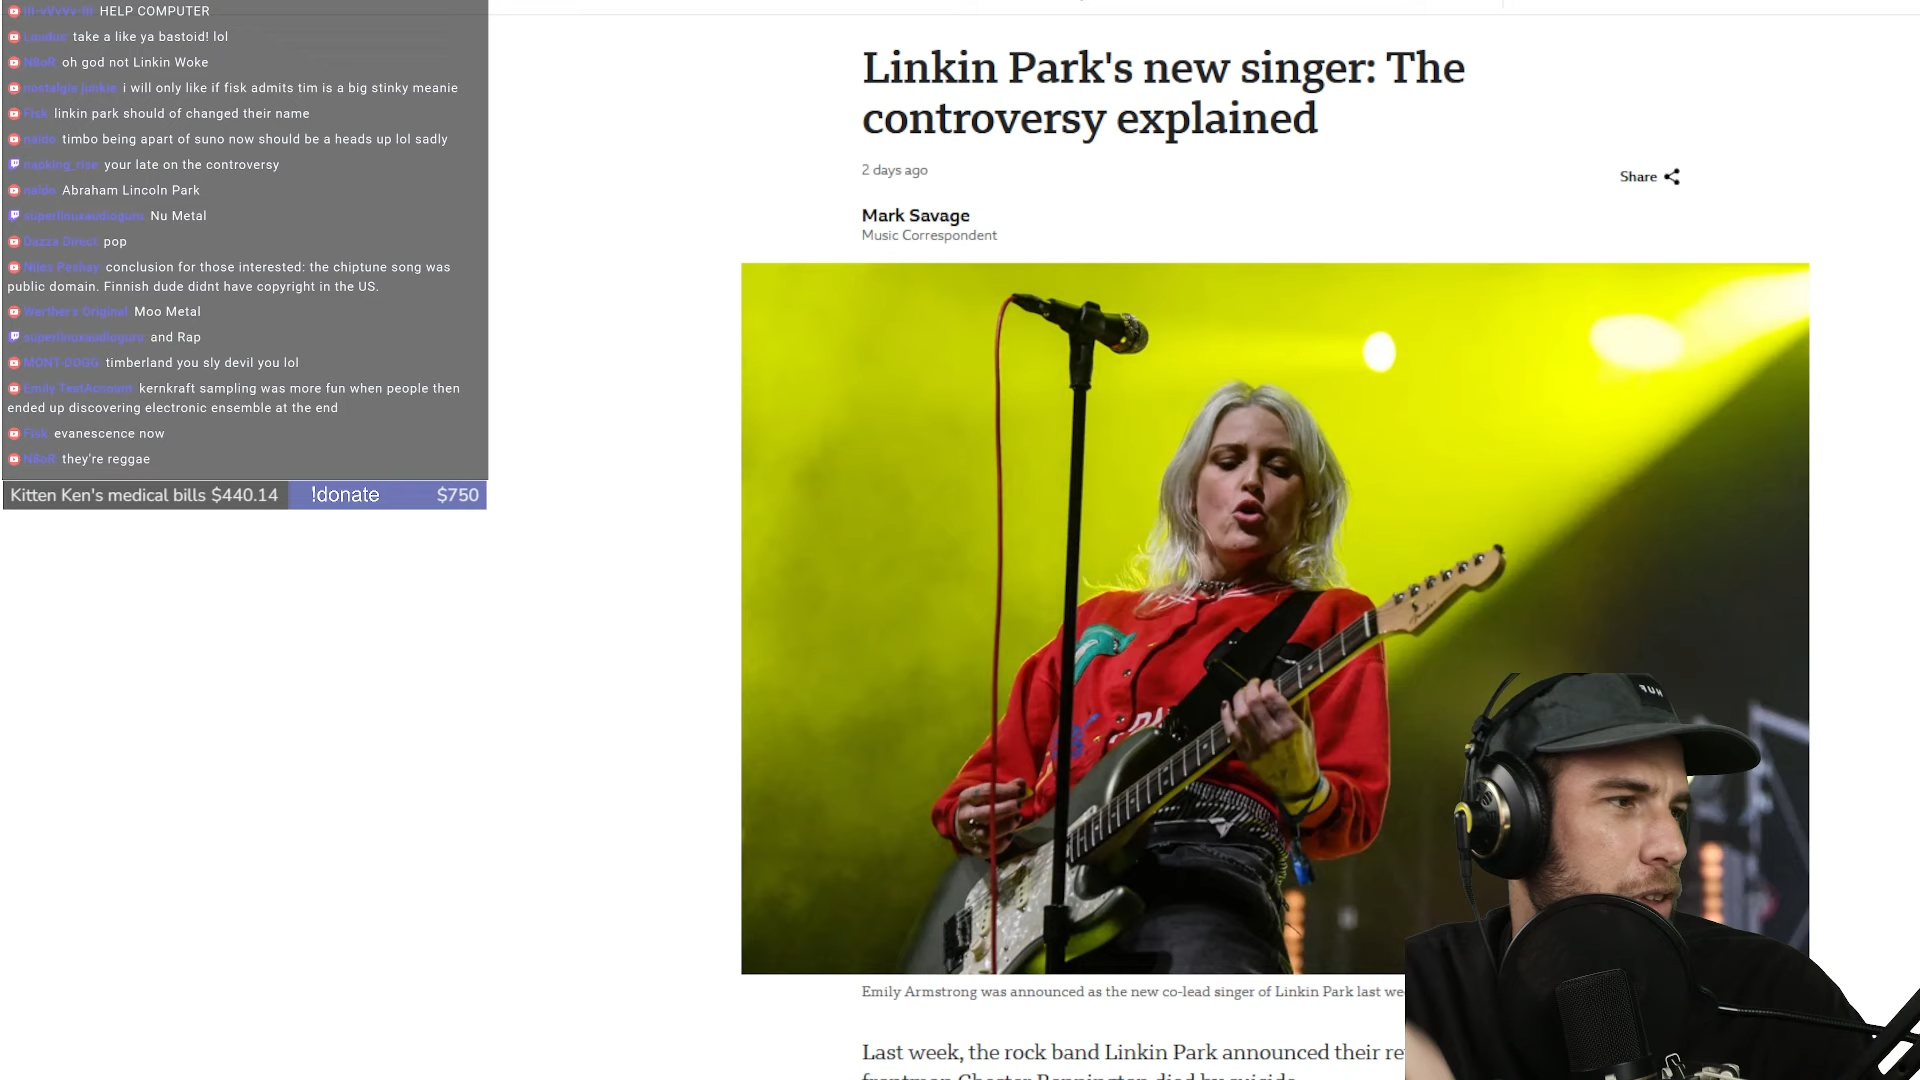 HELP COMPUTER
Loudon take a like ya bastoid! lol
N8oR oh god not Linkin Woke
nostalgia junkie i will only like if fisk admits tim is a big stinky meanie
Fisk linkin park should of changed their name
naldo timbo being apart of suno now should be a heads up lol sadly
napking_rise your late on the controversy
naldo Abraham Lincoln Park
superlinuxaudioguru Nu Metal
Dazza Direct pop
conclusion for those interested: the chiptune song was
public domain. Finnish dude didnt have copyright in the US.
Werther's Original Moo Metal
superlinuxaudioguru and Rap
MONT-DOGG timberland you sly devil you lol
Emily TestAccount kernkraft sampling was more fun when people then
ended up discovering electronic ensemble at the end
Fisk evanescence now
N8oR they're reggae
Kitten Ken's medical bills $440.14 !donate $750
Linkin Park's new singer: The
controversy explained
2 days ago
Share
Mark Savage
Music Correspondent
Emily Armstrong was announced as the new co-lead singer of Linkin Park last we
Last week, the rock band Linkin Park announced their re
frontman Chester Bennington died by suicide